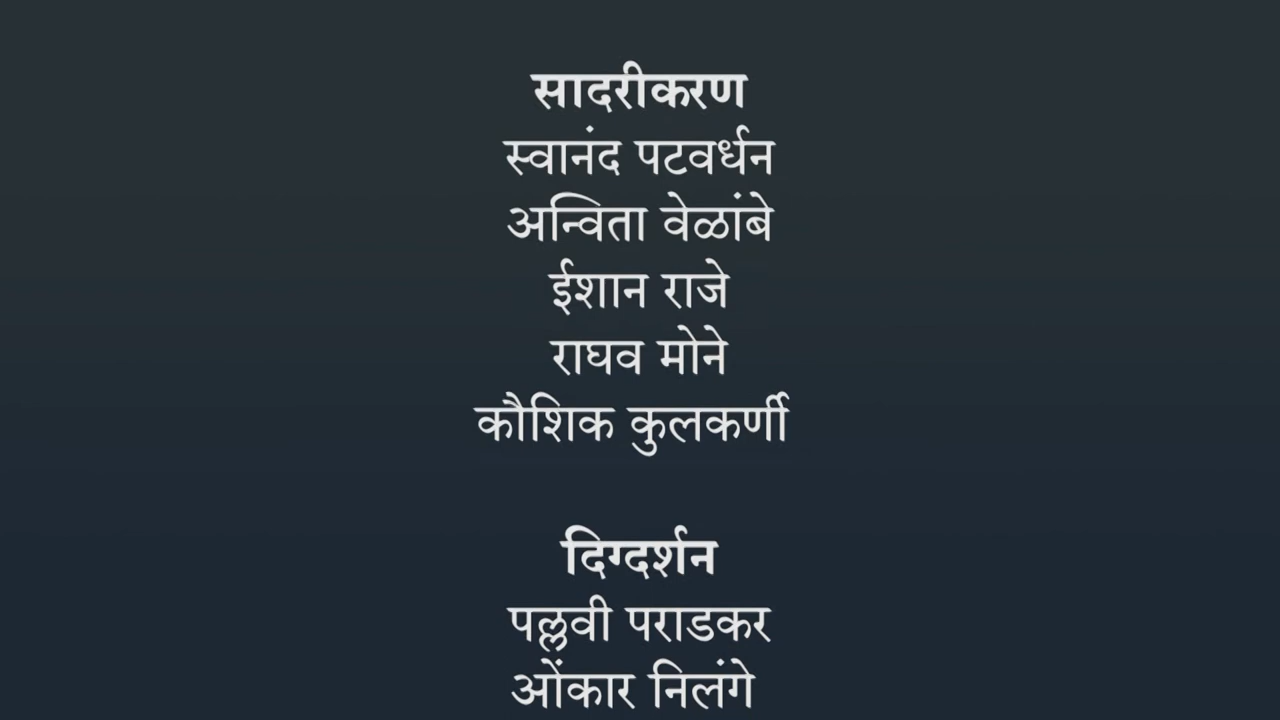 सादरीकरण
स्वानंद पटवर्धन
अन्विता वेळांबे
ईशान राजे
राघव मोने
कौशिक कुलकर्णी
दिग्दर्शन
पल्लवी पराडकर
ओंकार निलंगे